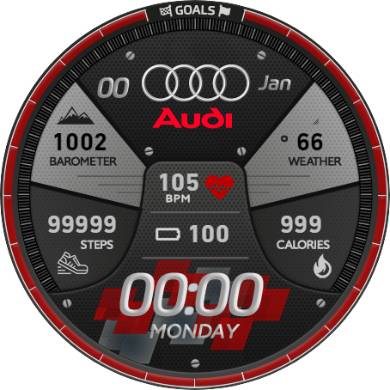 GOALS
00 Jan
Audi
1002
BAROMETER
° 66
WEATHER
105
BPM
99999
STEPS
100
999
CALORIES
00:00
MONDAY